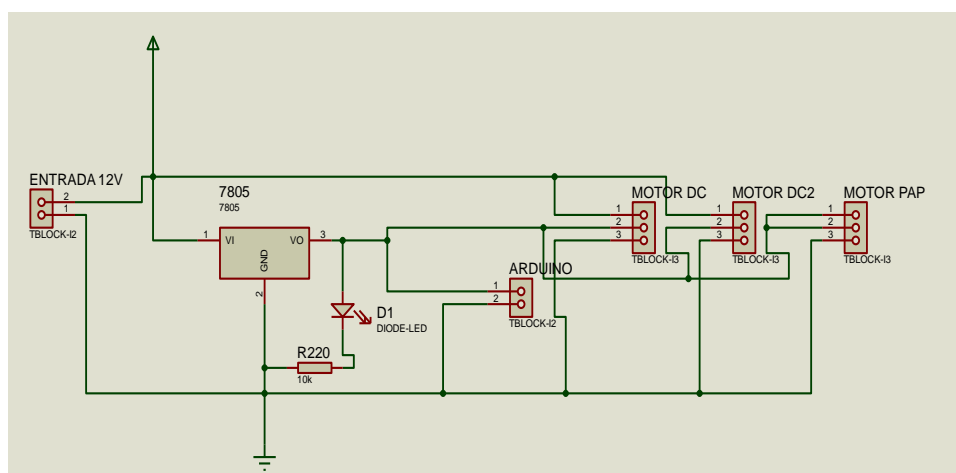 ENTRADA 12V
2
1
TBLOCK-I2
7805
7805
1
VI
VO
3
GND
2
D1
DIODE-LED
R220
10k
ARDUINO
1
2
TBLOCK-I2
MOTOR DC
1
2
3
TBLOCK-I3
MOTOR DC2
1
2
3
TBLOCK-I3
MOTOR PAP
1
2
3
TBLOCK-I3